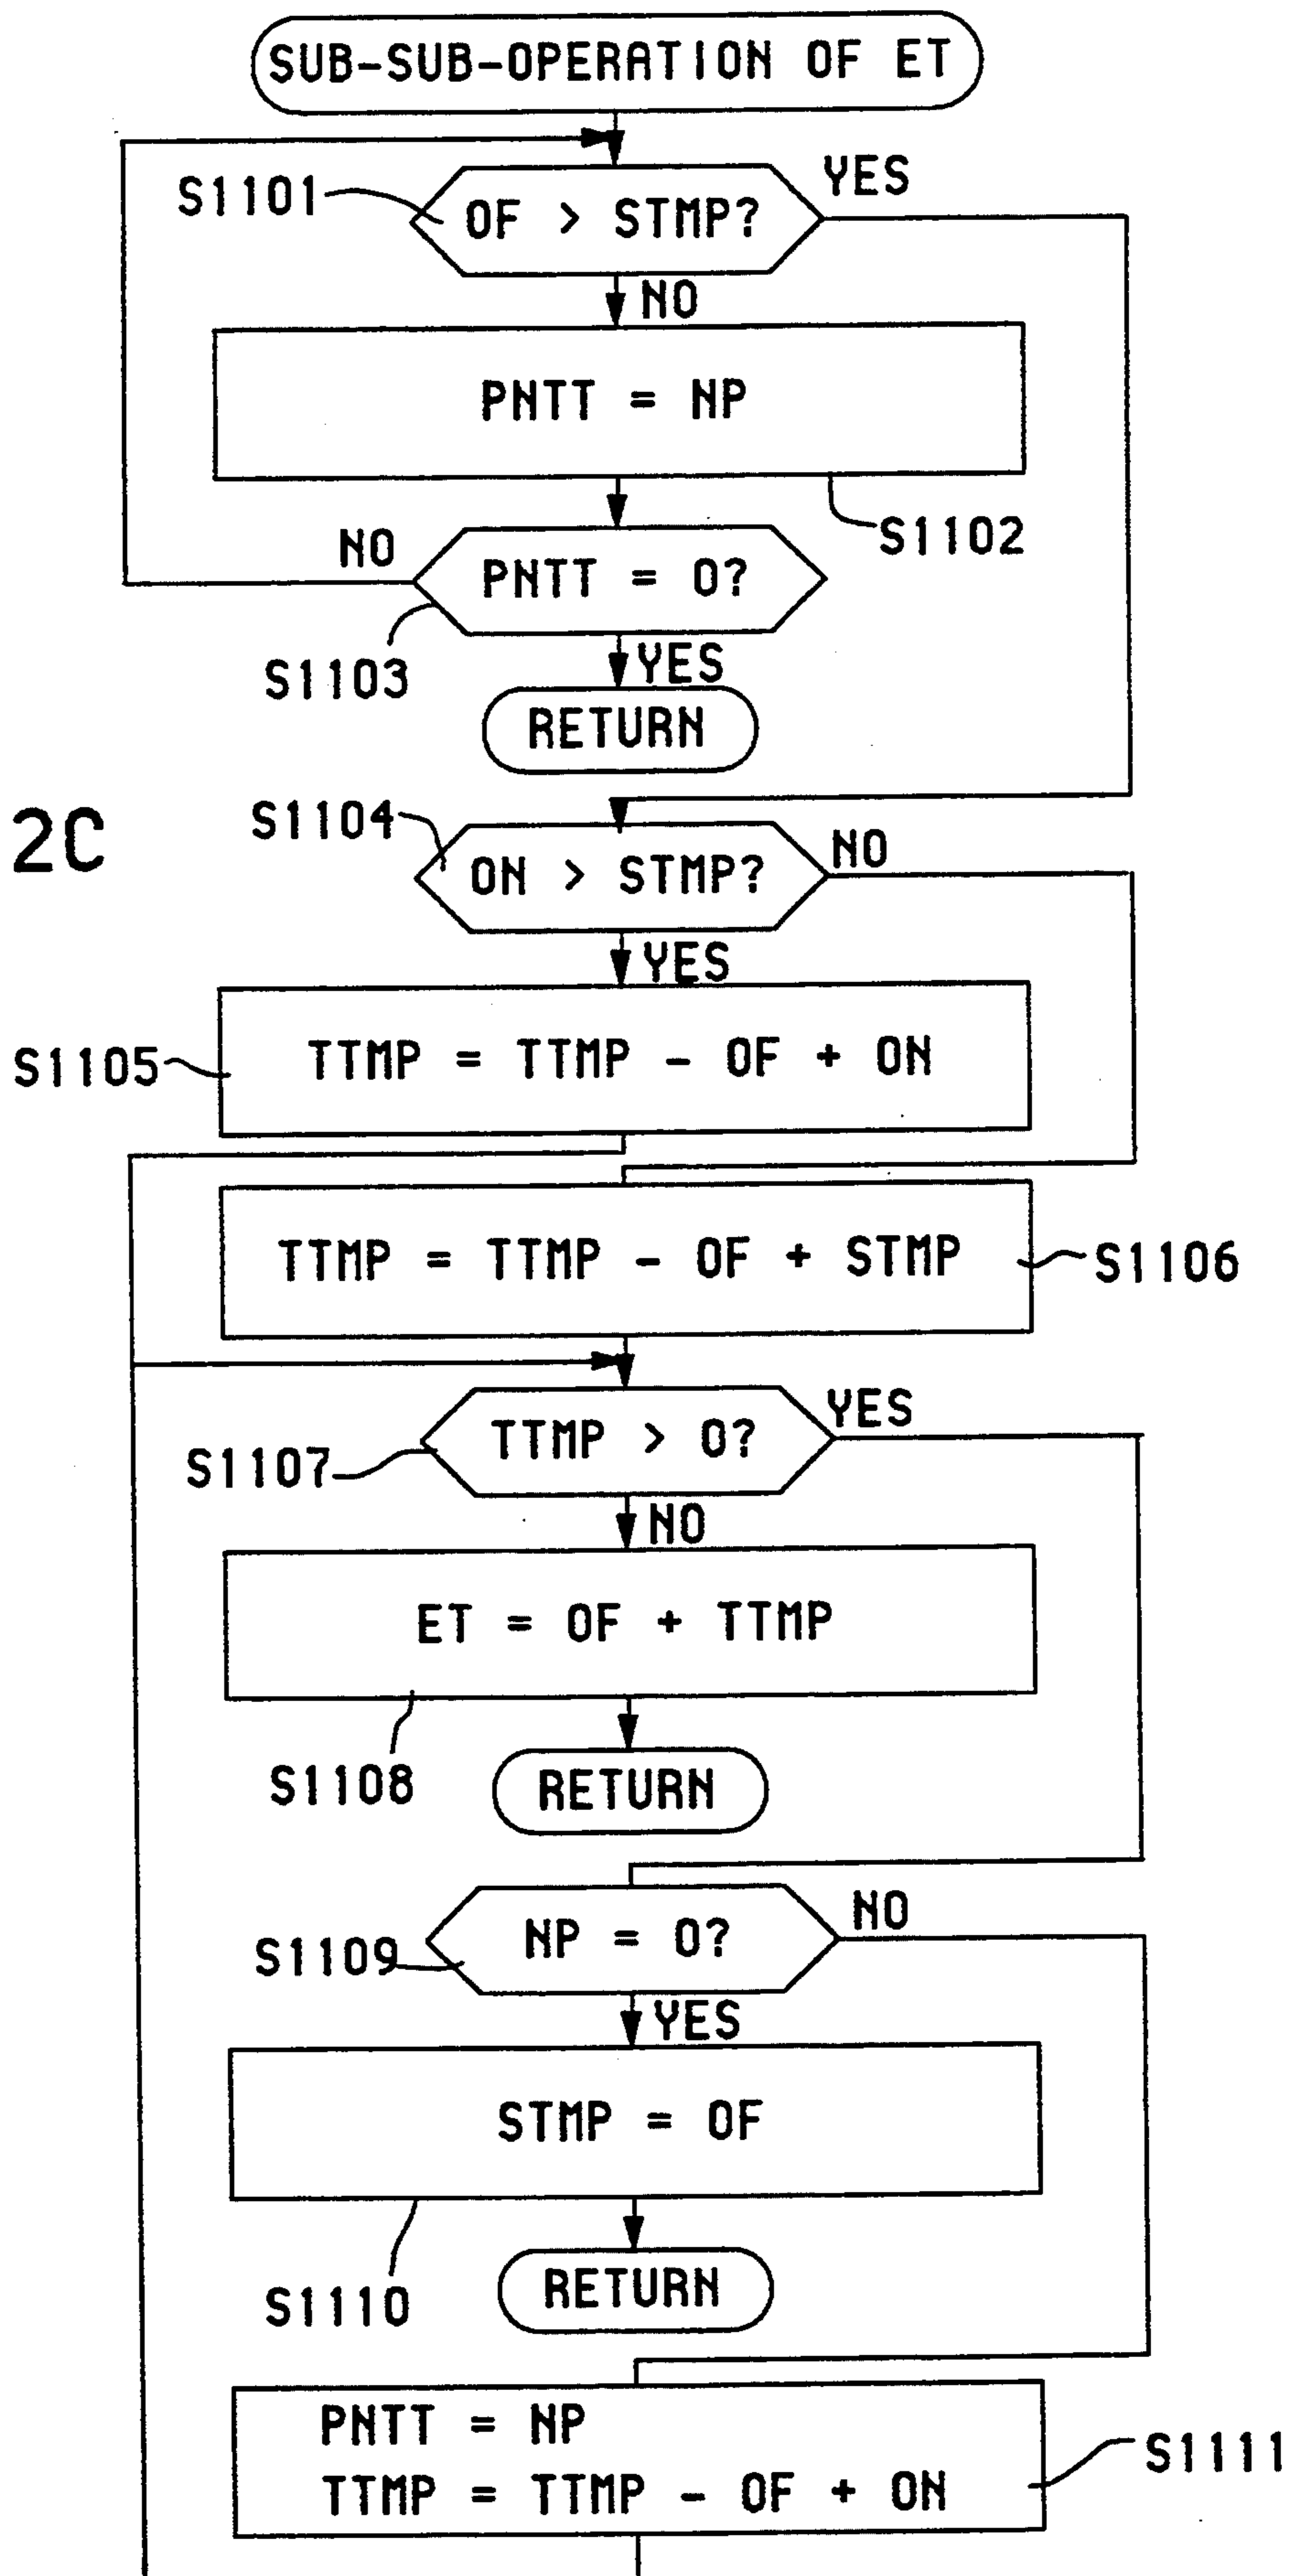 SUB-SUB-OPERATION OF ET
S1101
OF > STMP?
YES
NO
PNTT = NP
S1102
NO
PNTT = 0?
S1103
YES
RETURN
2C
S1104
ON > STMP?
NO
YES
S1105
TTMP = TTMP - OF + ON
TTMP = TTMP - OF + STMP
S1106
S1107
TTMP > 0?
YES
NO
ET = OF + TTMP
S1108
RETURN
S1109
NP = 0?
NO
YES
STMP = OF
S1110
RETURN
PNTT = NP
TTMP = TTMP - OF + ON
S1111